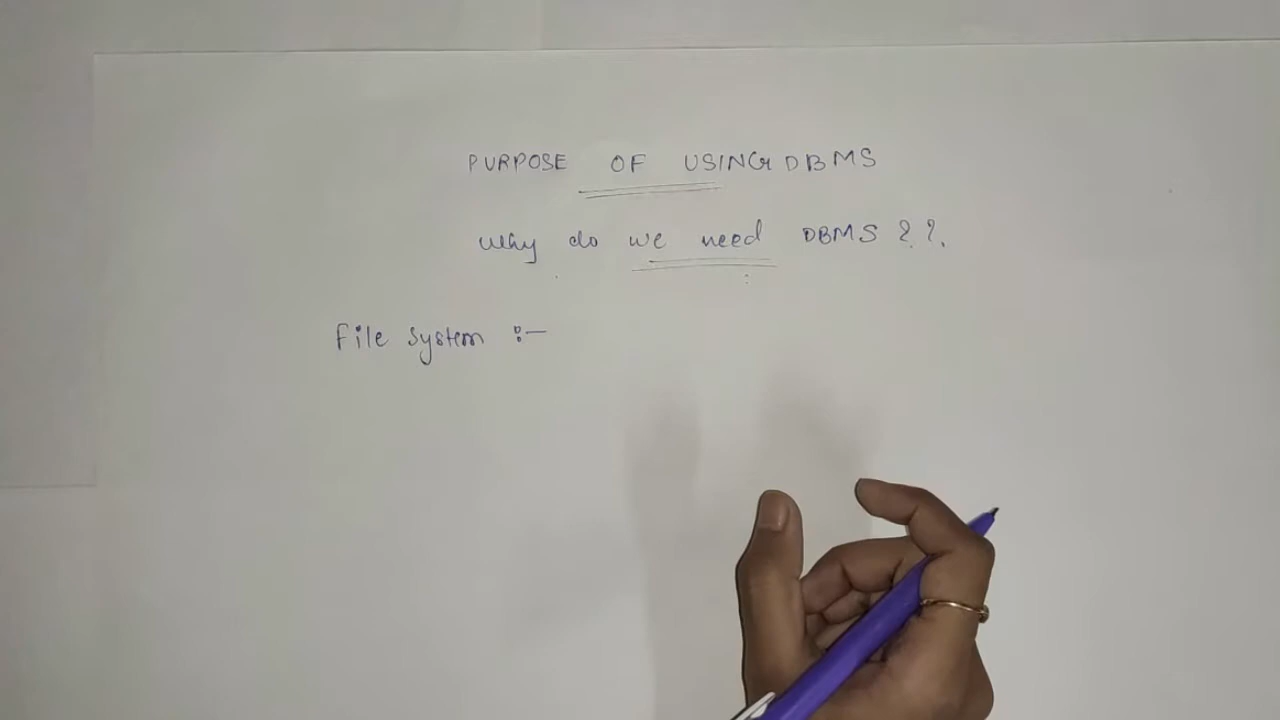 PURPOSE OF USING DBMS
Why do we need DBMS ??
File System :-